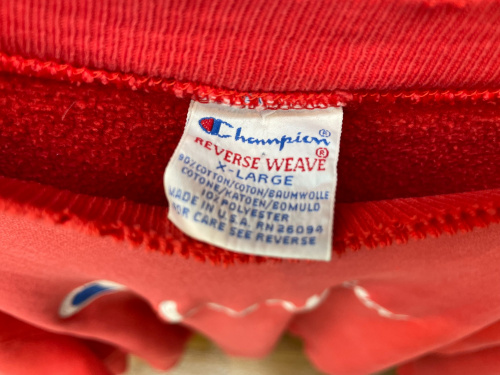 Champion®
REVERSE WEAVE®
X-LARGE
90% COTTON/COTON/BAUMWOLLE
COTONE/KATOEN/BOMULD
10% POLYESTER
MADE IN U.S.A. RN 26094
FOR CARE SEE REVERSE